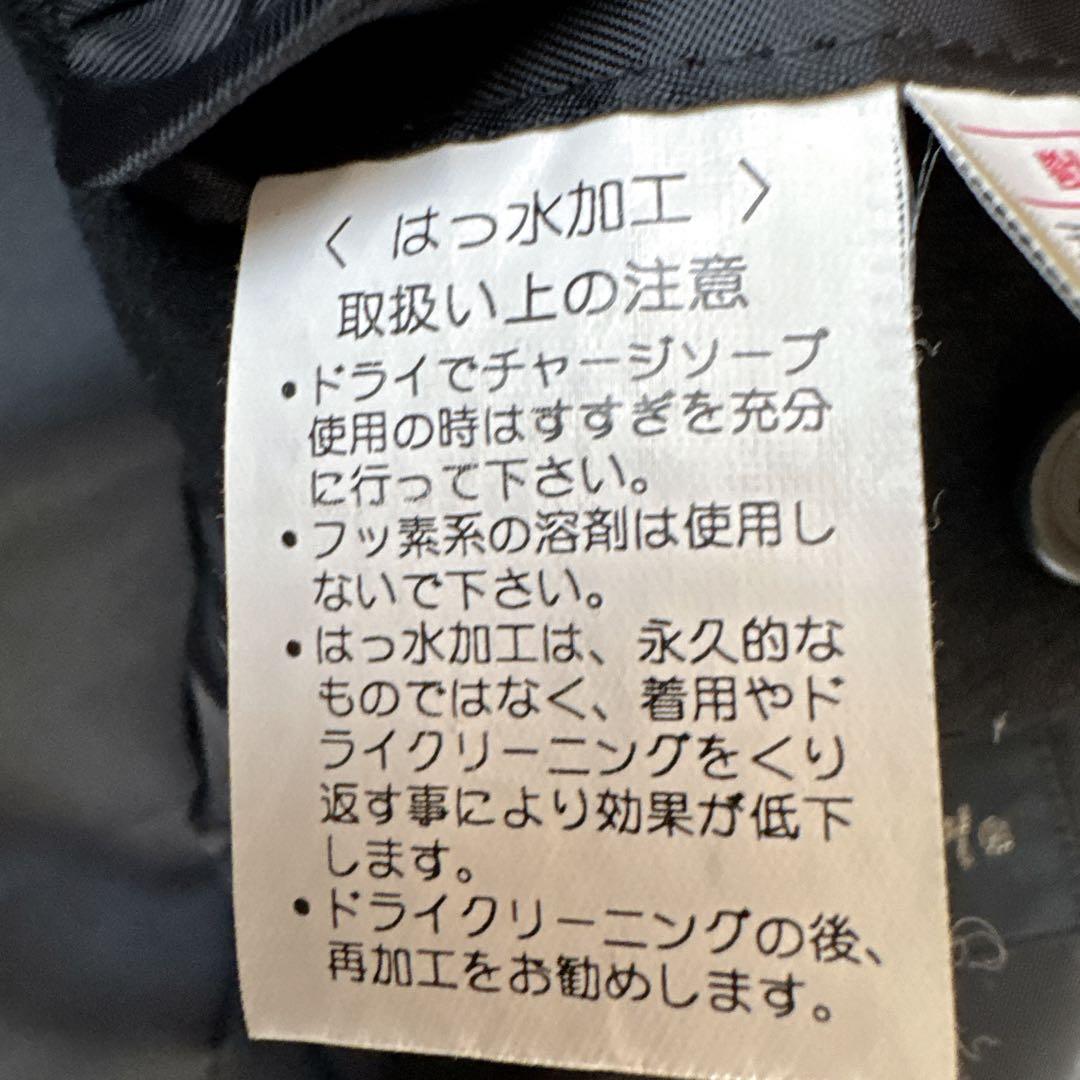 〈 はっ水加工 〉
取扱い上の注意
・ドライでチャージソープ
使用の時はすすぎを充分
に行って下さい。
・フッ素系の溶剤は使用し
ないで下さい。
・はっ水加工は、永久的な
ものではなく、着用やド
ライクリーニングをくり
返す事により効果が低下
します。
・ドライクリーニングの後、
再加工をお勧めします。